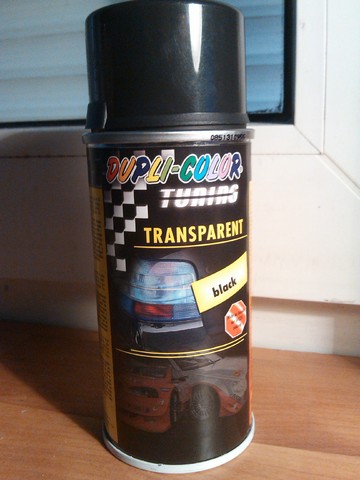 DUPLI-COLOR
TUNING
TRANSPARENT
black